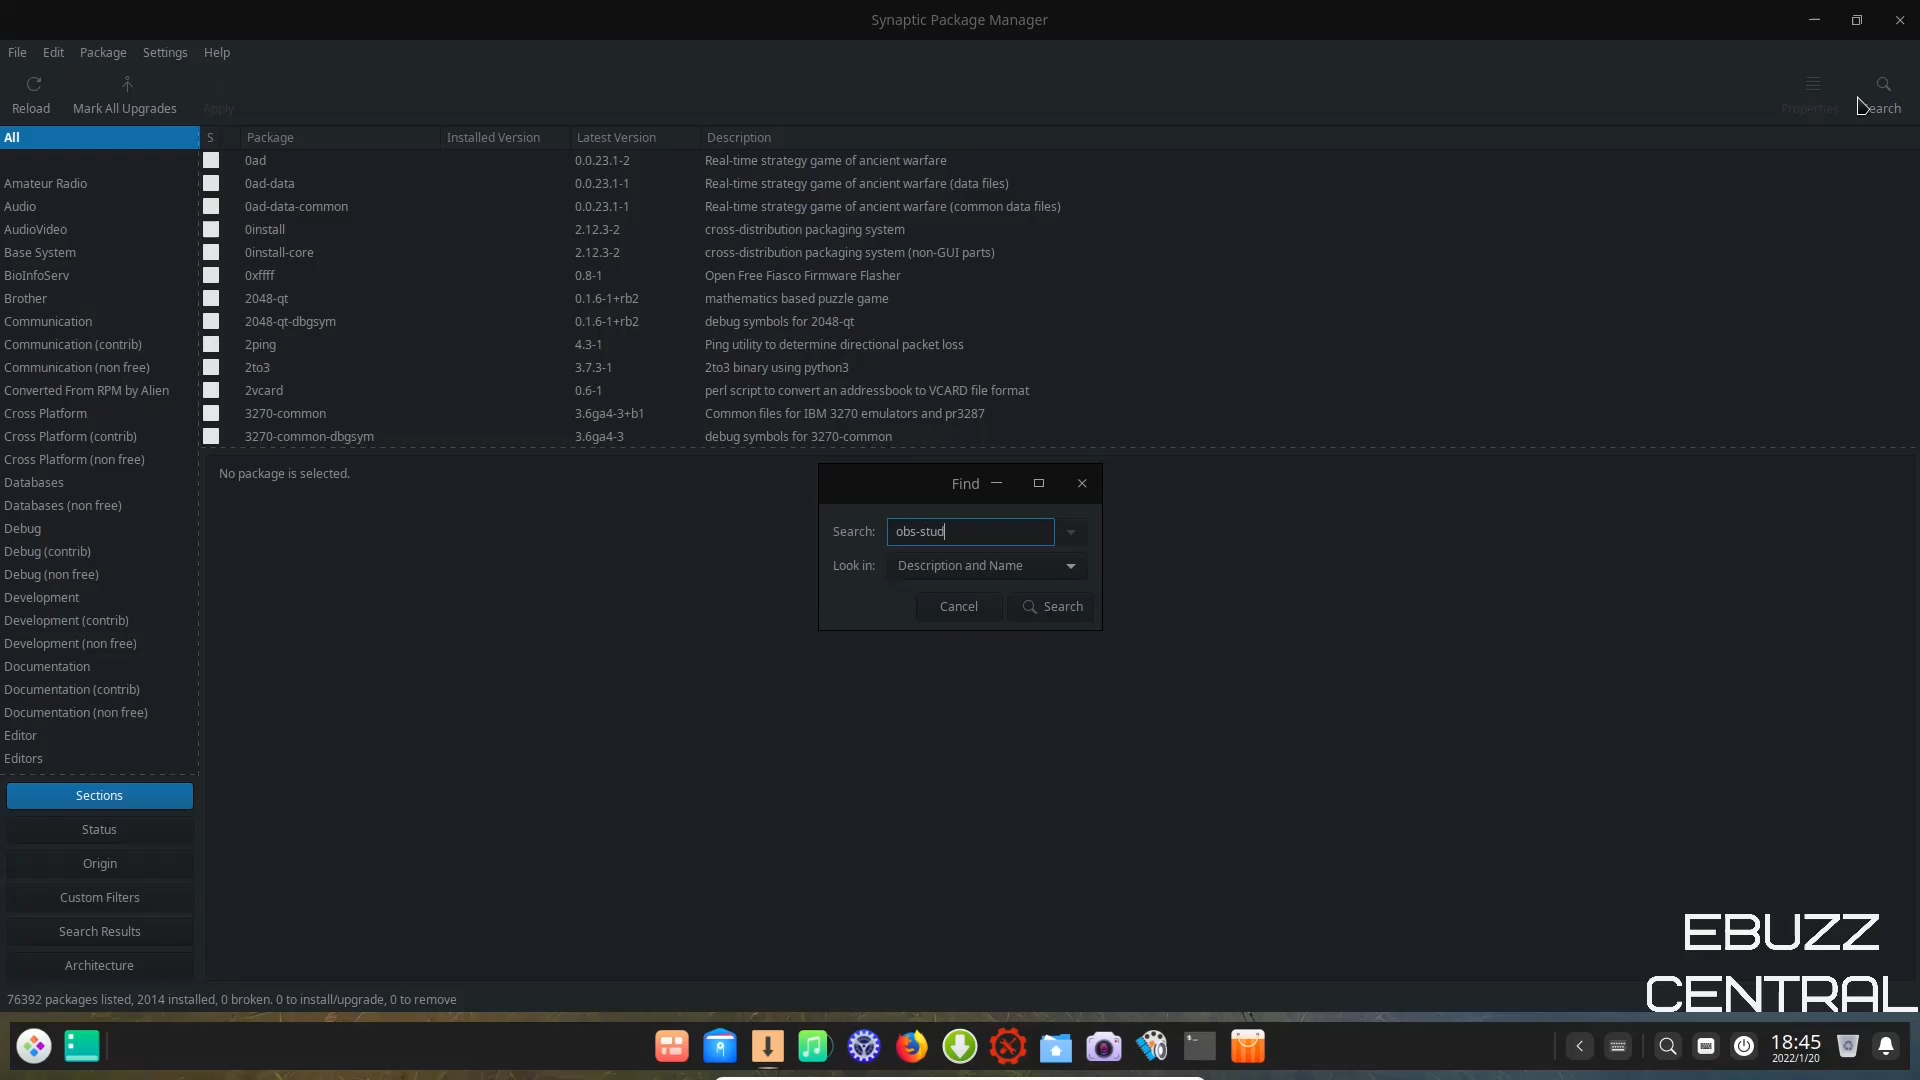 Synaptic Package Manager
File Edit Package Settings Help
Reload Mark All Upgrades Apply Properties Search
All
Amateur Radio
Audio
AudioVideo
Base System
BioInfoServ
Brother
Communication
Communication (contrib)
Communication (non free)
Converted From RPM by Alien
Cross Platform
Cross Platform (contrib)
Cross Platform (non free)
Databases
Databases (non free)
Debug
Debug (contrib)
Debug (non free)
Development
Development (contrib)
Development (non free)
Documentation
Documentation (contrib)
Documentation (non free)
Editor
Editors
Sections
Status
Origin
Custom Filters
Search Results
Architecture
S Package Installed Version Latest Version Description
0ad 0.0.23.1-2 Real-time strategy game of ancient warfare
0ad-data 0.0.23.1-1 Real-time strategy game of ancient warfare (data files)
0ad-data-common 0.0.23.1-1 Real-time strategy game of ancient warfare (common data files)
0install 2.12.3-2 cross-distribution packaging system
0install-core 2.12.3-2 cross-distribution packaging system (non-GUI parts)
0xffff 0.8-1 Open Free Fiasco Firmware Flasher
2048-qt 0.1.6-1+rb2 mathematics based puzzle game
2048-qt-dbgsym 0.1.6-1+rb2 debug symbols for 2048-qt
2ping 4.3-1 Ping utility to determine directional packet loss
2to3 3.7.3-1 2to3 binary using python3
2vcard 0.6-1 perl script to convert an addressbook to VCARD file format
3270-common 3.6ga4-3+b1 Common files for IBM 3270 emulators and pr3287
3270-common-dbgsym 3.6ga4-3 debug symbols for 3270-common
No package is selected.
Find
Search: obs-stud
Look in: Description and Name
Cancel Search
76392 packages listed, 2014 installed, 0 broken. 0 to install/upgrade, 0 to remove
EBUZZ
CENTRAL
18:45
2022/1/20